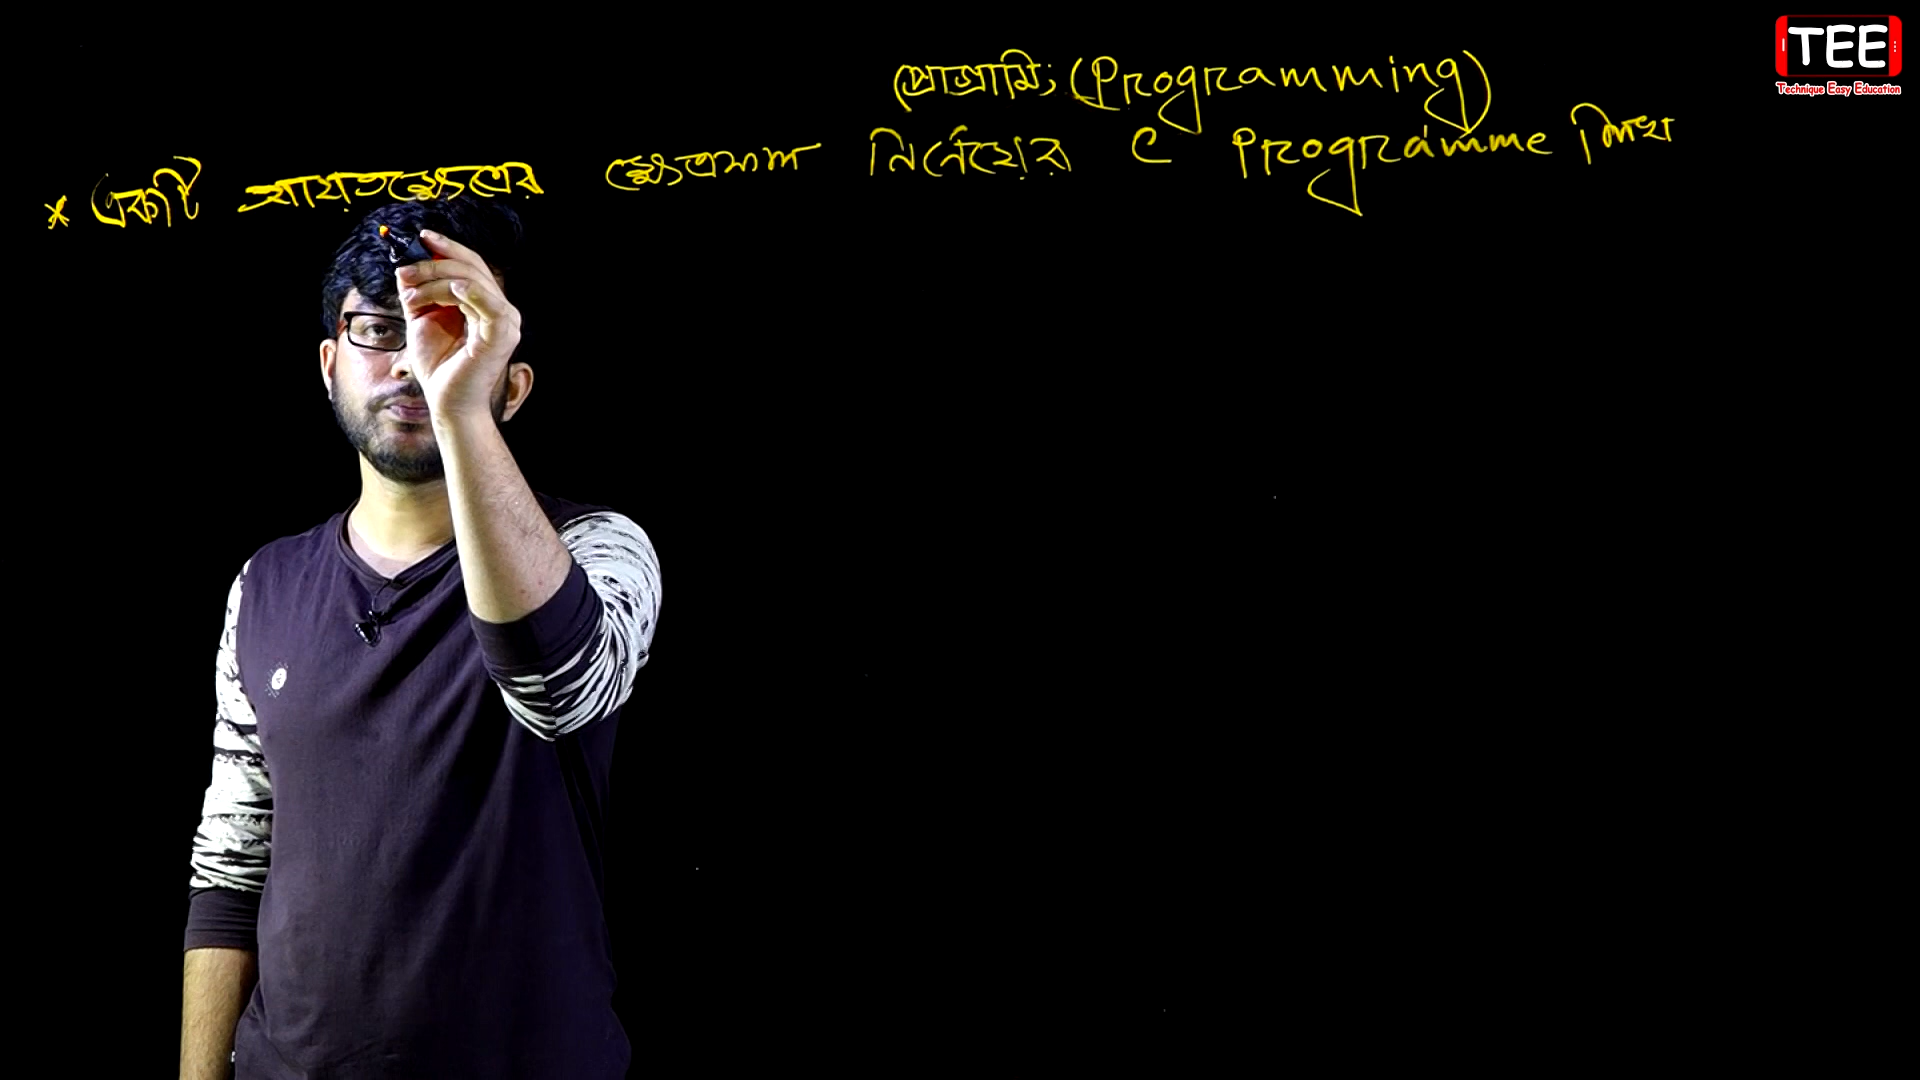 TEE
Technique Easy Education
প্রোগ্রামিং (Programming)
* একটি আয়তক্ষেত্রের ক্ষেত্রফল নির্ণয়ের C Programme লিখ